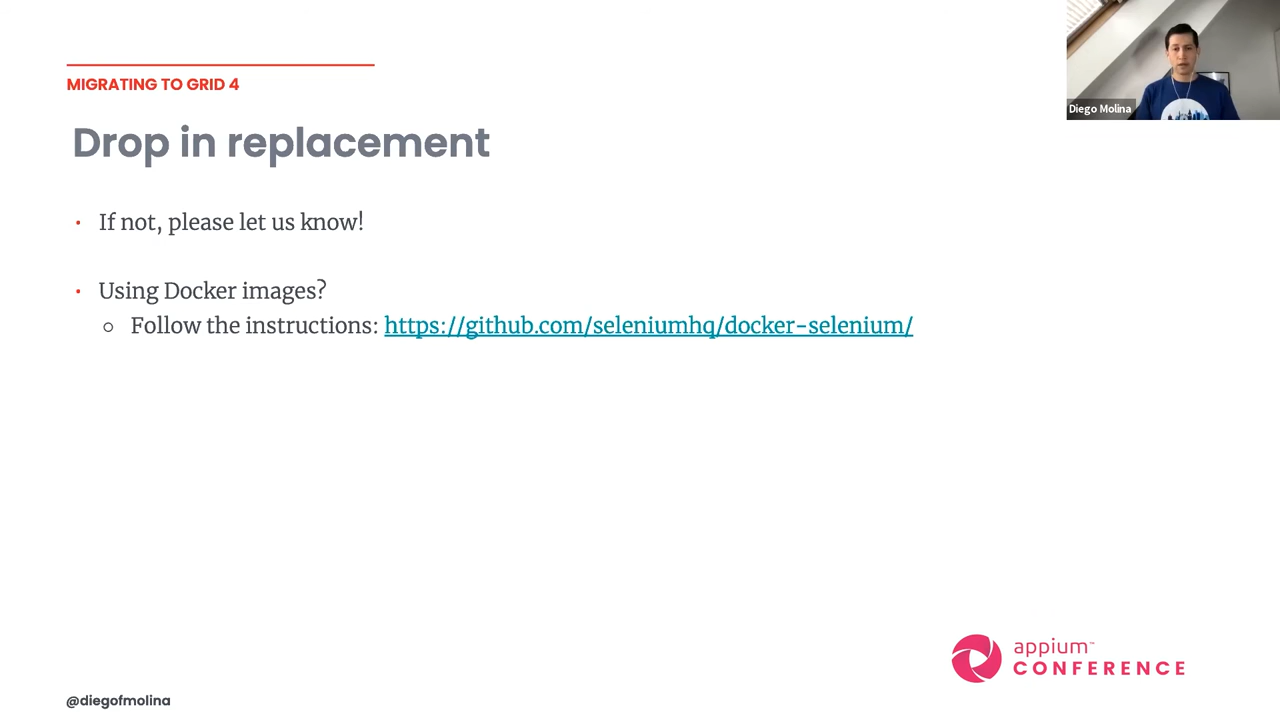 MIGRATING TO GRID 4
Drop in replacement
If not, please let us know!
Using Docker images?
Follow the instructions: https://github.com/seleniumhq/docker-selenium/
Diego Molina
appium™
CONFERENCE
@diegofmolina